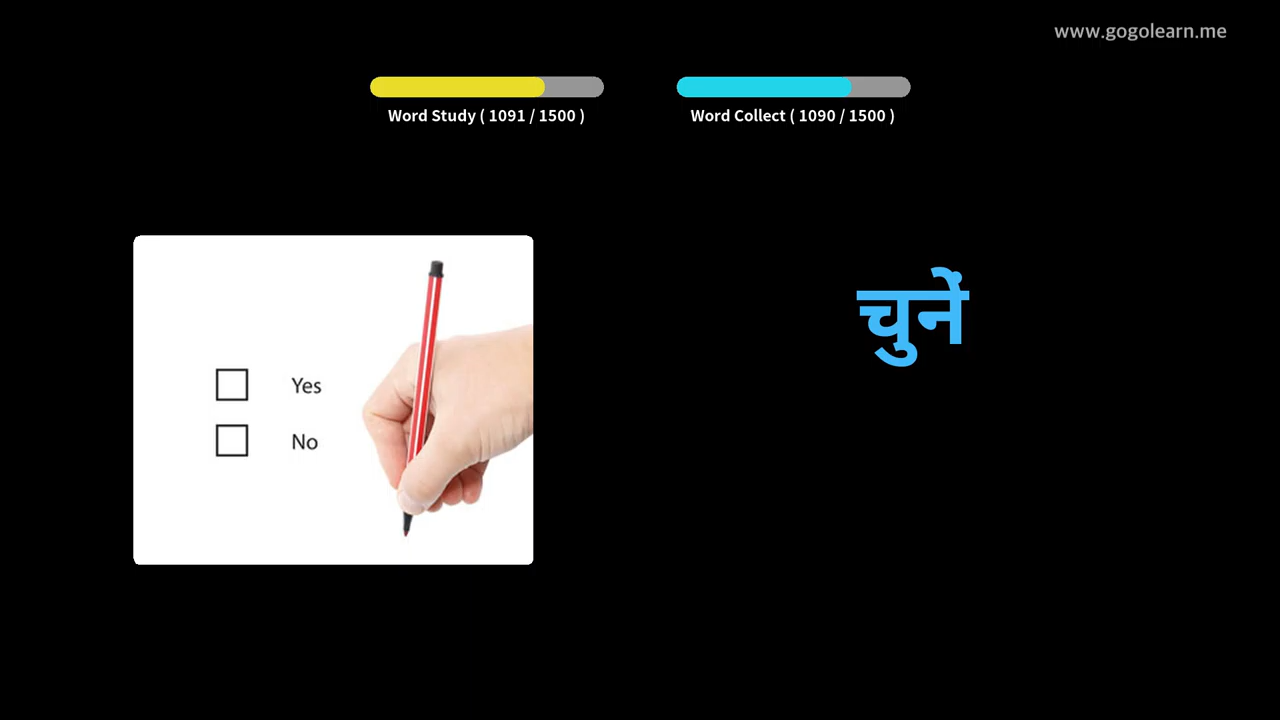 www.gogolearn.me
Word Study ( 1091 / 1500 )
Word Collect ( 1090 / 1500 )
चुनें
Yes
No